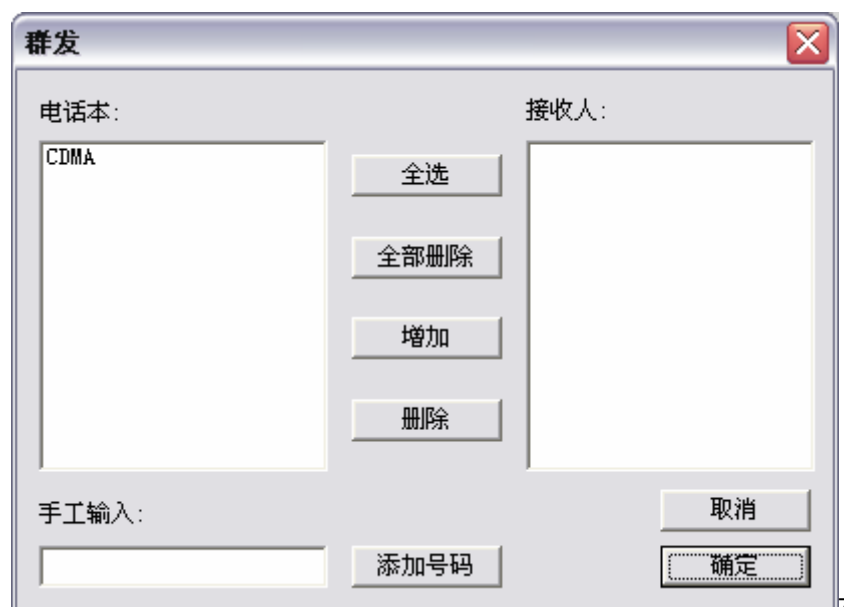 群发
电话本:
接收人:
CDMA
全选
全部删除
增加
删除
手工输入:
取消
添加号码
确定